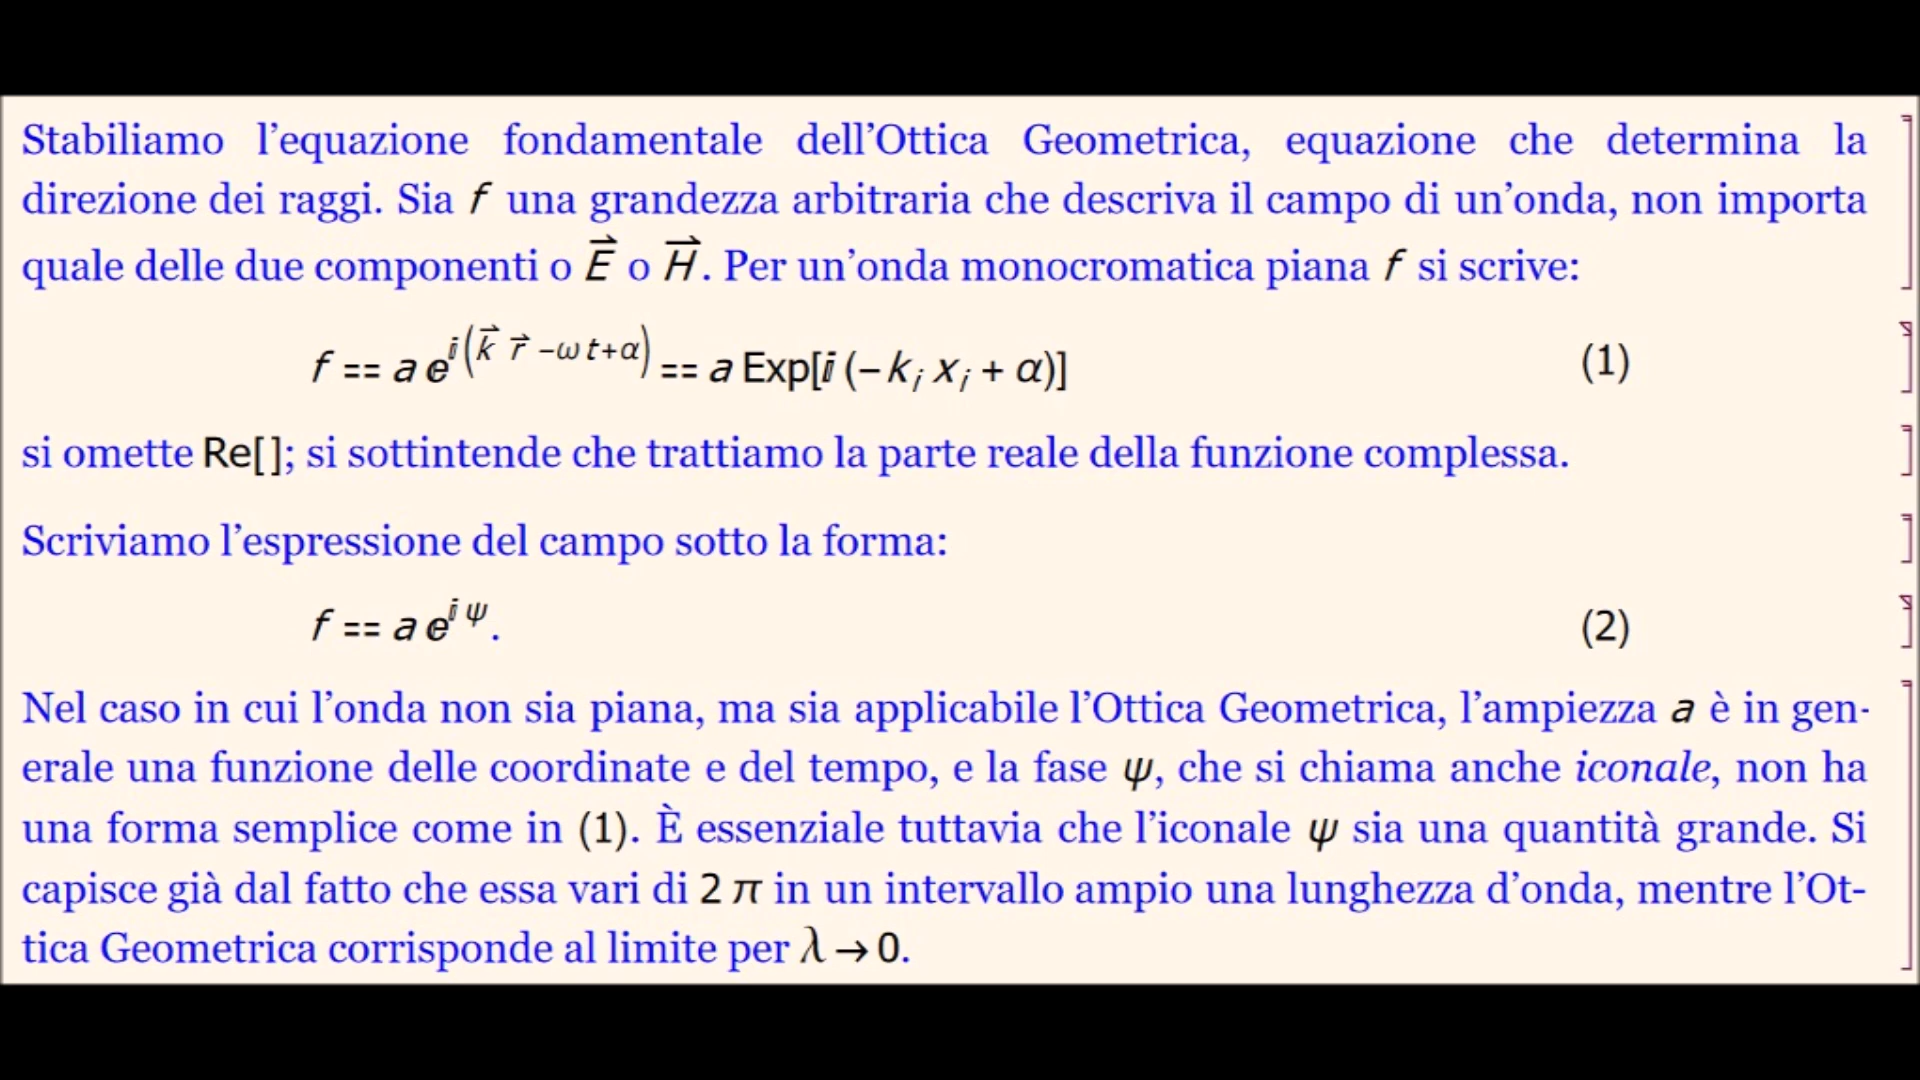 Stabiliamo l’equazione fondamentale dell’Ottica Geometrica, equazione che determina la
direzione dei raggi. Sia f una grandezza arbitraria che descriva il campo di un’onda, non importa
quale delle due componenti o E⃗ o H⃗. Per un’onda monocromatica piana f si scrive:
f == a e^{i (k⃗ r⃗ − ω t + α)} == a Exp[i (− k_i x_i + α)] (1)
si omette Re[]; si sottintende che trattiamo la parte reale della funzione complessa.
Scriviamo l’espressione del campo sotto la forma:
f == a e^{i ψ}. (2)
Nel caso in cui l’onda non sia piana, ma sia applicabile l’Ottica Geometrica, l’ampiezza a è in gen-
erale una funzione delle coordinate e del tempo, e la fase ψ, che si chiama anche iconale, non ha
una forma semplice come in (1). È essenziale tuttavia che l’iconale ψ sia una quantità grande. Si
capisce già dal fatto che essa vari di 2 π in un intervallo ampio una lunghezza d’onda, mentre l’Ot-
tica Geometrica corrisponde al limite per λ → 0.